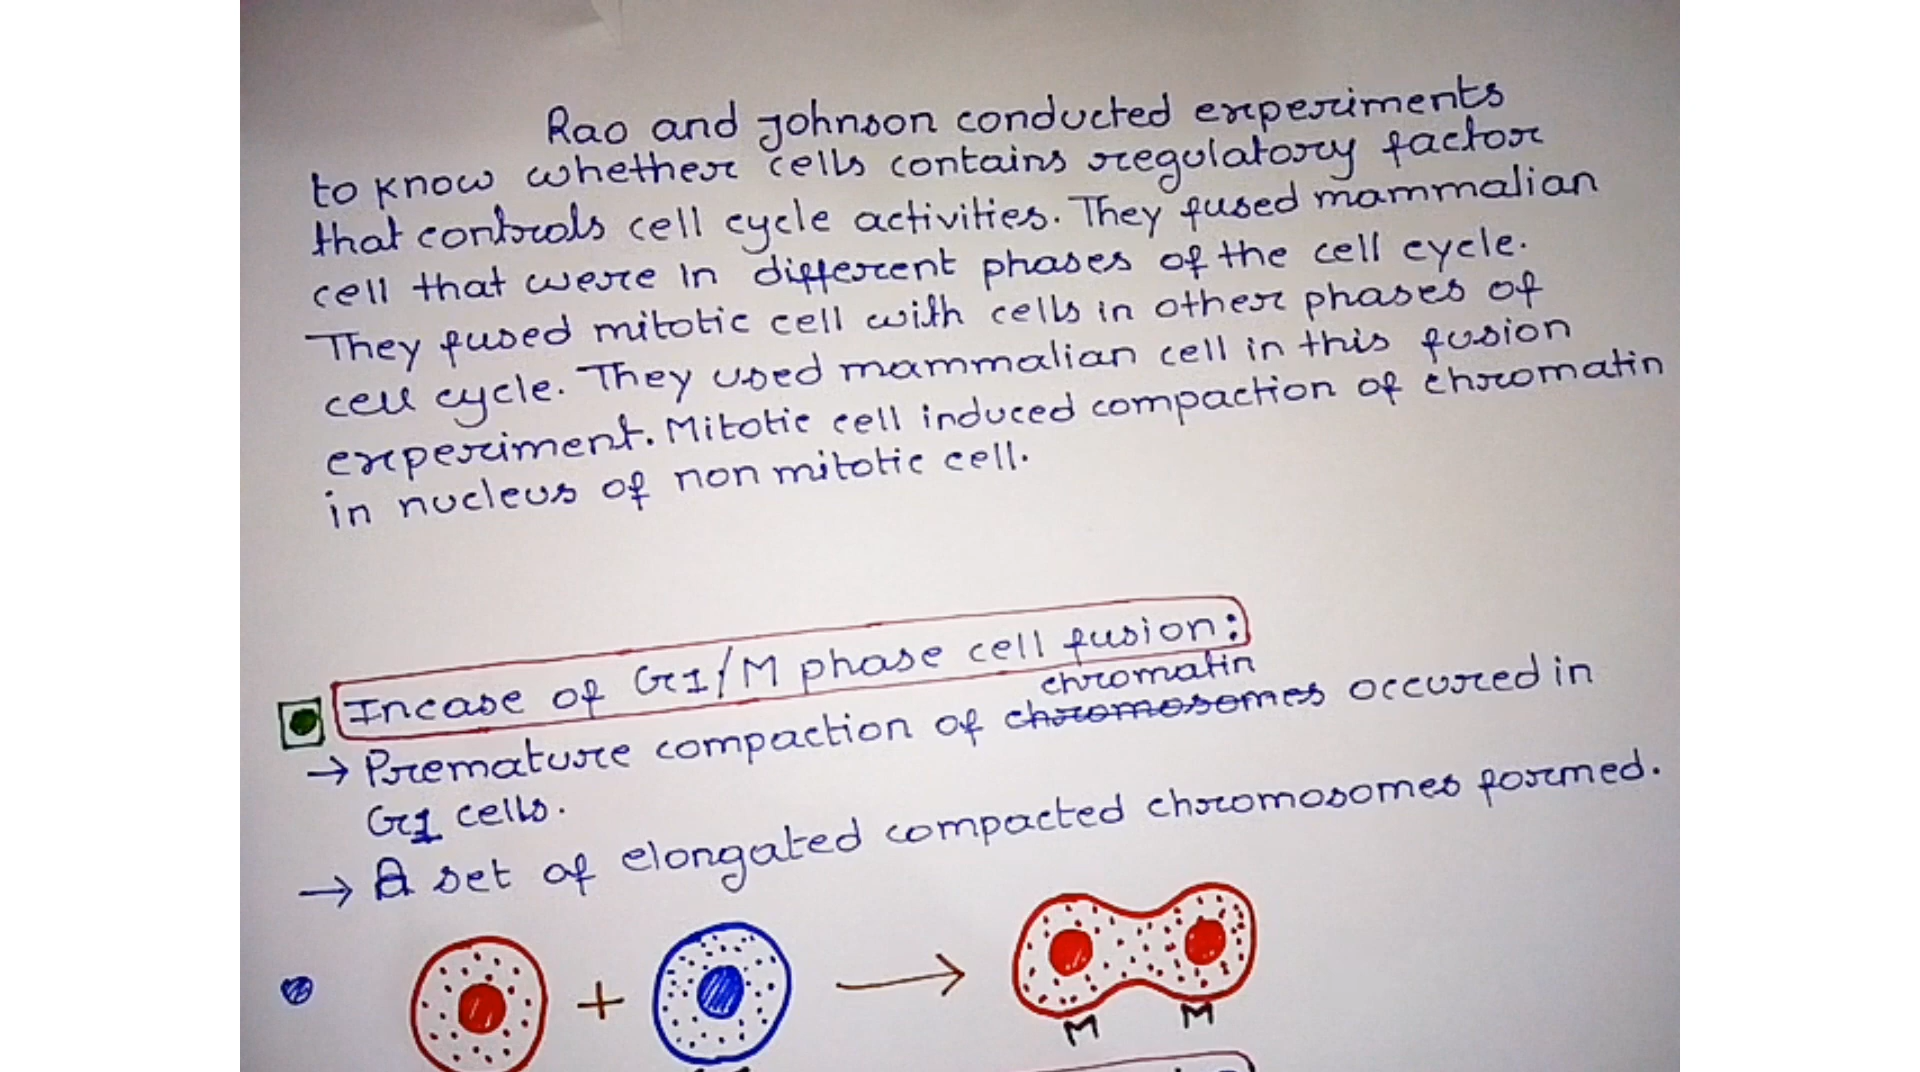 Rao and Johnson conducted experiments
to know whether cells contains regulatory factor
that controls cell cycle activities. They fused mammalian
cell that were in different phases of the cell cycle.
They fused mitotic cell with cells in other phases of
cell cycle. They used mammalian cell in this fusion
experiment. Mitotic cell induced compaction of chromatin
in nucleus of non mitotic cell.
Incase of G1/M phase cell fusion:
chromatin
→ Premature compaction of chromosomes occured in
G1 cells.
→ A set of elongated compacted chromosomes formed.
+ →
M M